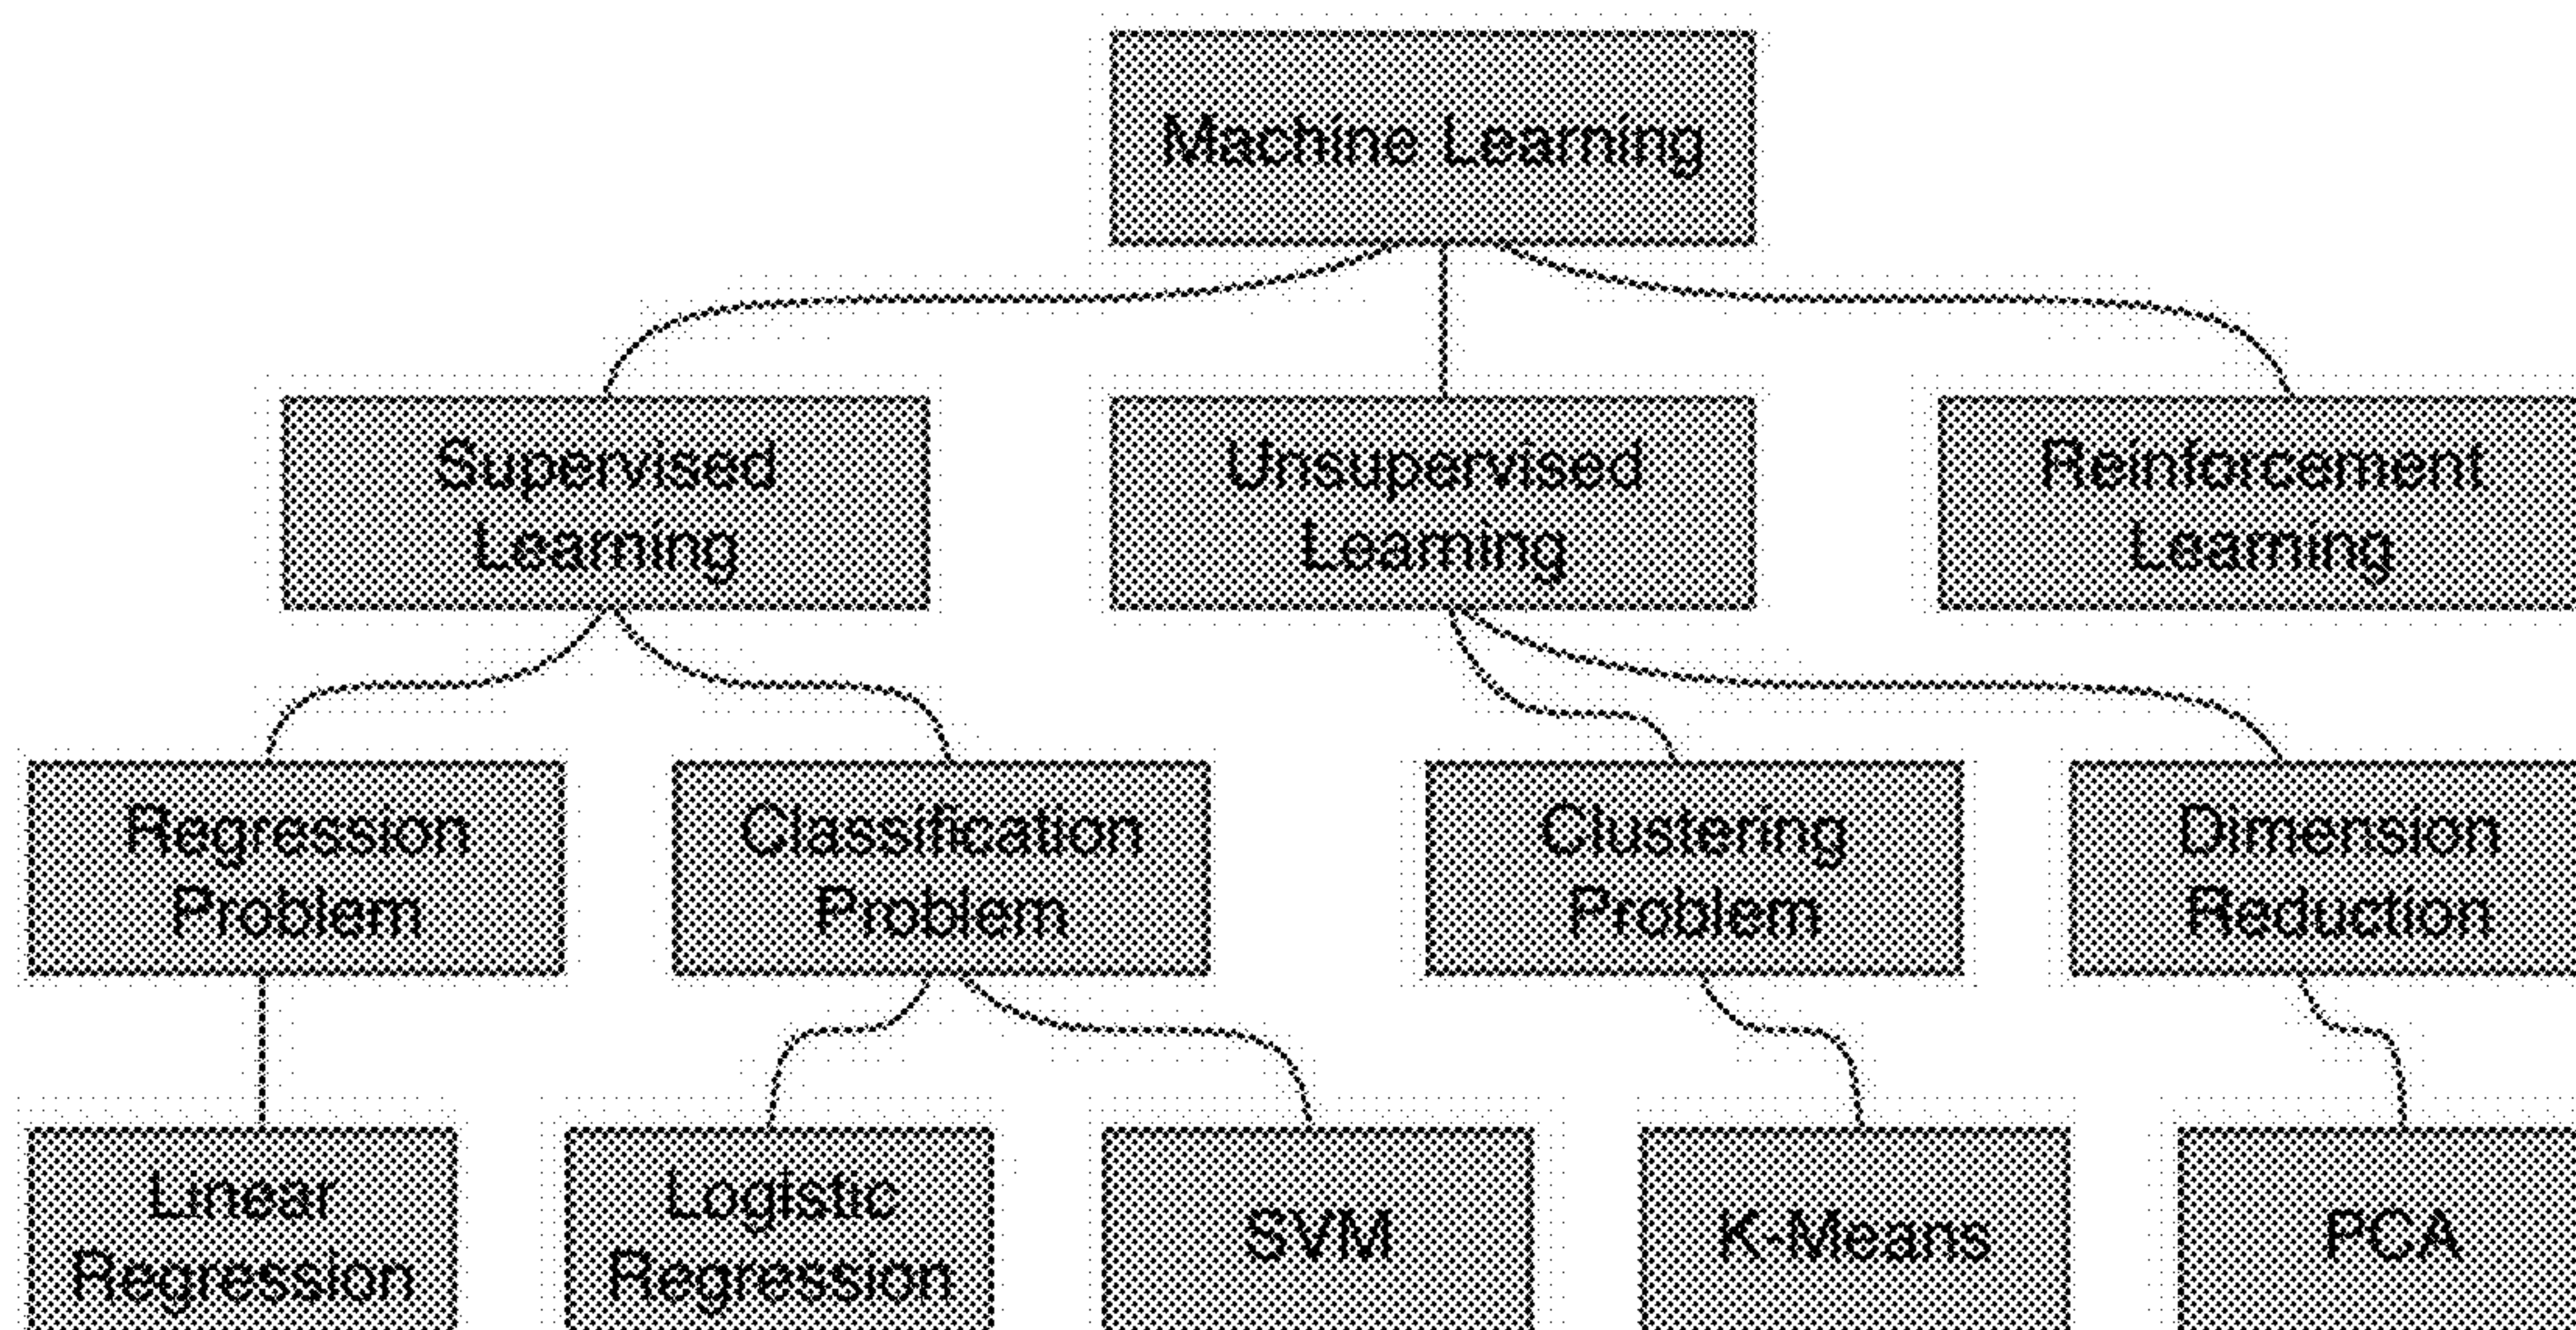 Machine Learning
Supervised
Learning
Unsupervised
Learning
Reinforcement
Learning
Regression
Problem
Classification
Problem
Clustering
Problem
Dimension
Reduction
Linear
Regression
Logistic
Regression
SVM
K-Means
PCA